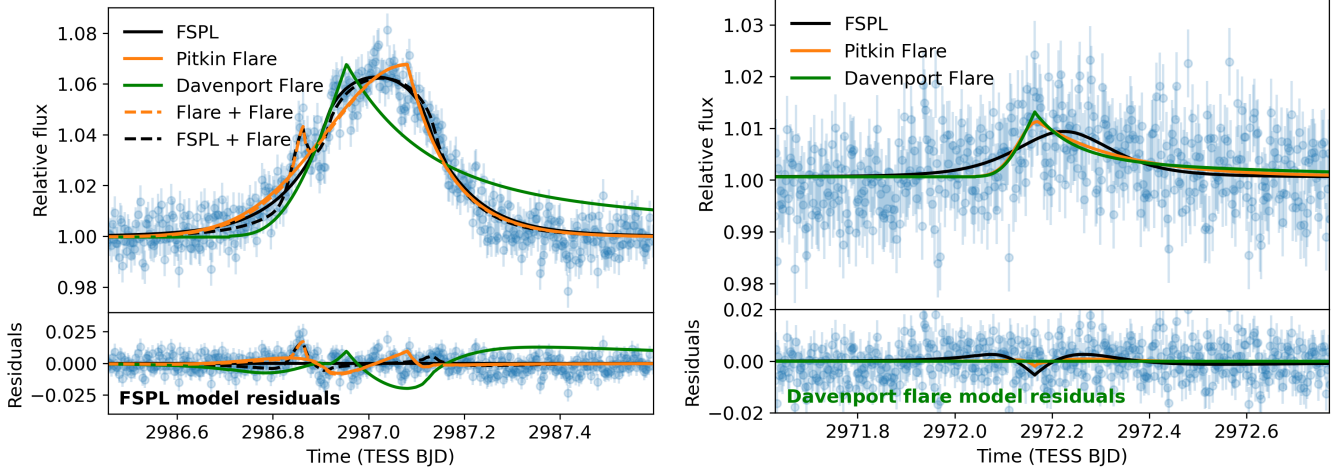 1.08
1.06
1.04
1.02
1.00
0.98
Relative flux
FSPL
Pitkin Flare
Davenport Flare
Flare + Flare
FSPL + Flare
0.025
0.000
−0.025
Residuals
FSPL model residuals
2986.6 2986.8 2987.0 2987.2 2987.4
Time (TESS BJD)
1.03
1.02
1.01
1.00
0.99
0.98
Relative flux
FSPL
Pitkin Flare
Davenport Flare
0.02
0.00
−0.02
Residuals
Davenport flare model residuals
2971.8 2972.0 2972.2 2972.4 2972.6
Time (TESS BJD)